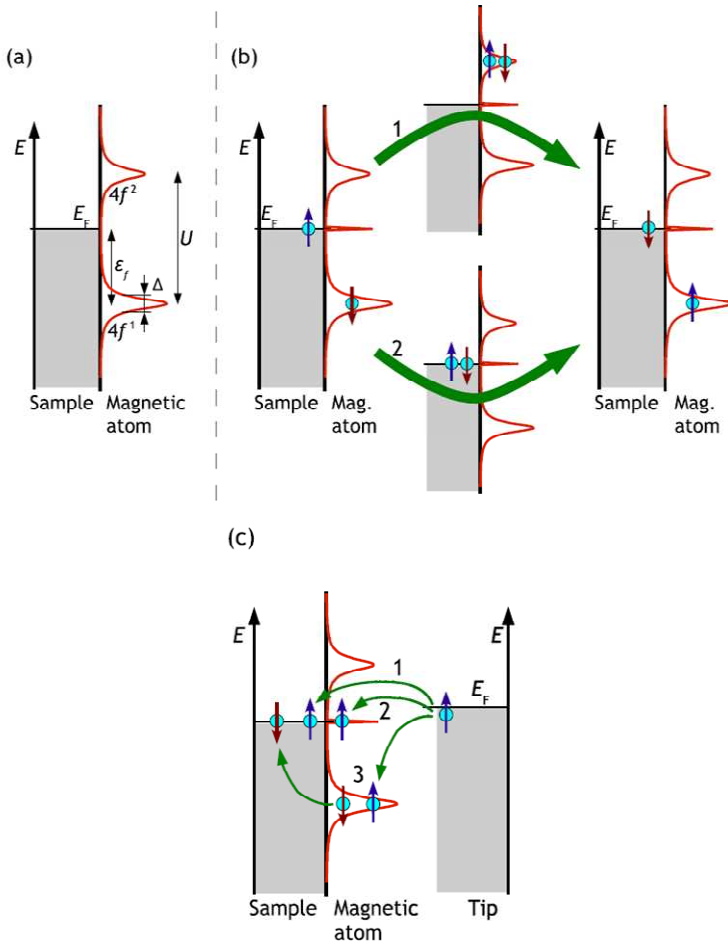 (a)
E
4f²
E_F
U
ε_f
Δ
4f¹
Sample
Magnetic
atom
(b)
E
E_F
Sample
Mag.
atom
1
2
E
E_F
Sample
Mag.
atom
(c)
E
1
2
3
E
E_F
Sample
Magnetic
atom
Tip